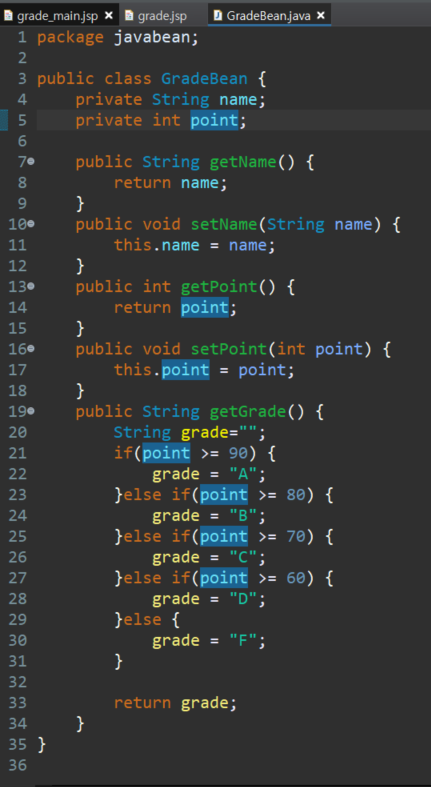 grade_main.jsp grade.jsp GradeBean.java
1 package javabean;
2
3 public class GradeBean {
4     private String name;
5     private int point;
6
7     public String getName() {
8         return name;
9     }
10     public void setName(String name) {
11         this.name = name;
12     }
13     public int getPoint() {
14         return point;
15     }
16     public void setPoint(int point) {
17         this.point = point;
18     }
19     public String getGrade() {
20         String grade="";
21         if(point >= 90) {
22             grade = "A";
23         }else if(point >= 80) {
24             grade = "B";
25         }else if(point >= 70) {
26             grade = "C";
27         }else if(point >= 60) {
28             grade = "D";
29         }else {
30             grade = "F";
31         }
32
33         return grade;
34     }
35 }
36